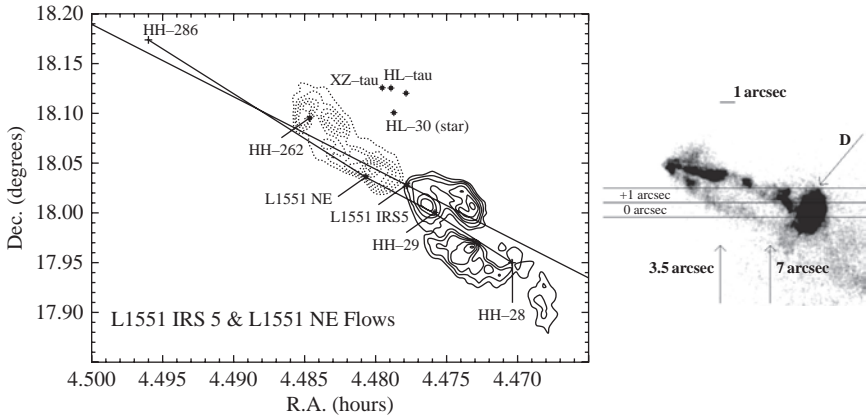 18.20
18.15
18.10
18.05
18.00
17.95
17.90
Dec. (degrees)
HH–286
XZ–tau
HL–tau
HL–30 (star)
HH–262
L1551 NE
L1551 IRS5
HH–29
HH–28
L1551 IRS 5 & L1551 NE Flows
4.500
4.495
4.490
4.485
4.480
4.475
4.470
R.A. (hours)
1 arcsec
D
+1 arcsec
0 arcsec
3.5 arcsec
7 arcsec